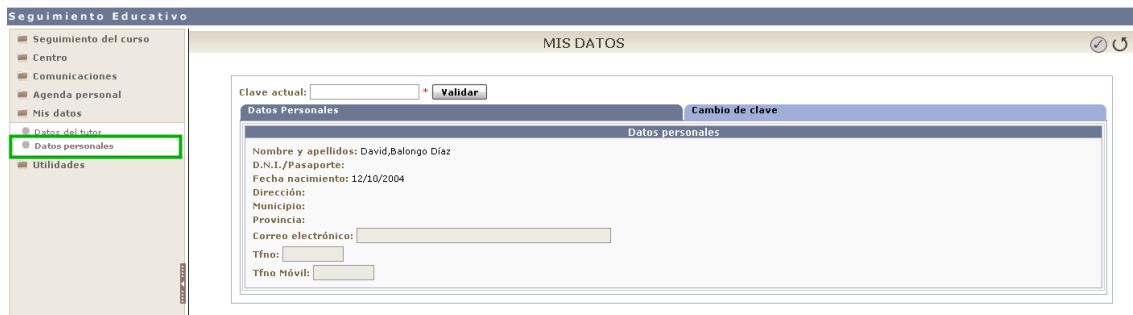 Seguimiento Educativo
Seguimiento del curso
Centro
Comunicaciones
Agenda personal
Mis datos
Datos del tutor
Datos personales
Utilidades
MIS DATOS
Clave actual: * Validar
Datos Personales Cambio de clave
Datos personales
Nombre y apellidos: David,Balongo Díaz
D.N.I./Pasaporte:
Fecha nacimiento: 12/10/2004
Dirección:
Municipio:
Provincia:
Correo electrónico:
Tfno:
Tfno Móvil: